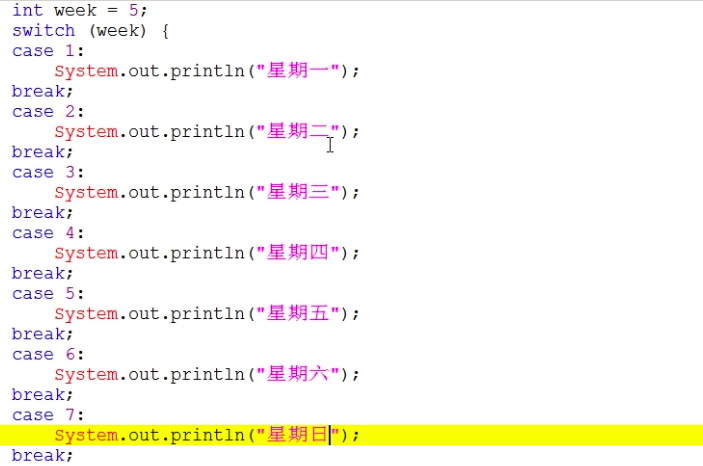 int week = 5;
switch (week) {
case 1:
    System.out.println("星期一");
break;
case 2:
    System.out.println("星期二");
break;
case 3:
    System.out.println("星期三");
break;
case 4:
    System.out.println("星期四");
break;
case 5:
    System.out.println("星期五");
break;
case 6:
    System.out.println("星期六");
break;
case 7:
    System.out.println("星期日");
break;